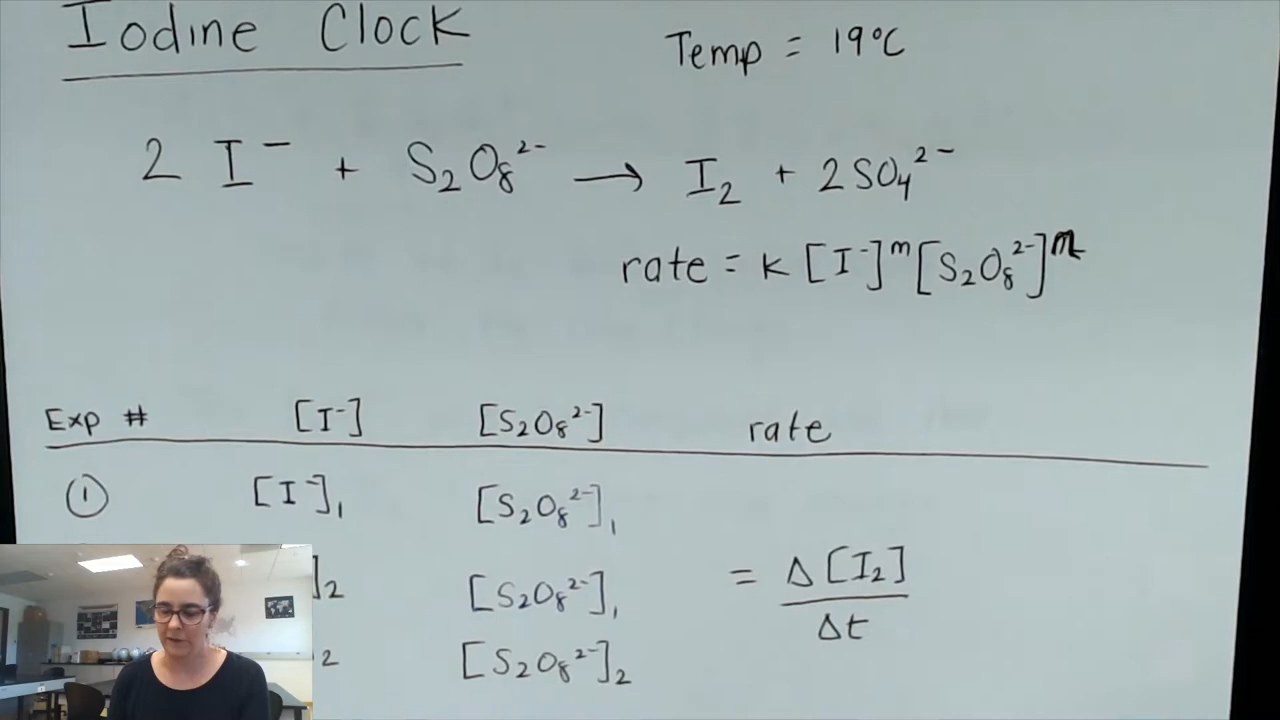 Iodine Clock
Temp = 19°C
2 I⁻ + S₂O₈²⁻ → I₂ + 2SO₄²⁻
rate = k [I⁻]ᵐ [S₂O₈²⁻]ⁿ
Exp # [I⁻] [S₂O₈²⁻] rate
① [I⁻]₁ [S₂O₈²⁻]₁
]₂ [S₂O₈²⁻]₁ = Δ[I₂] / Δt
₂ [S₂O₈²⁻]₂